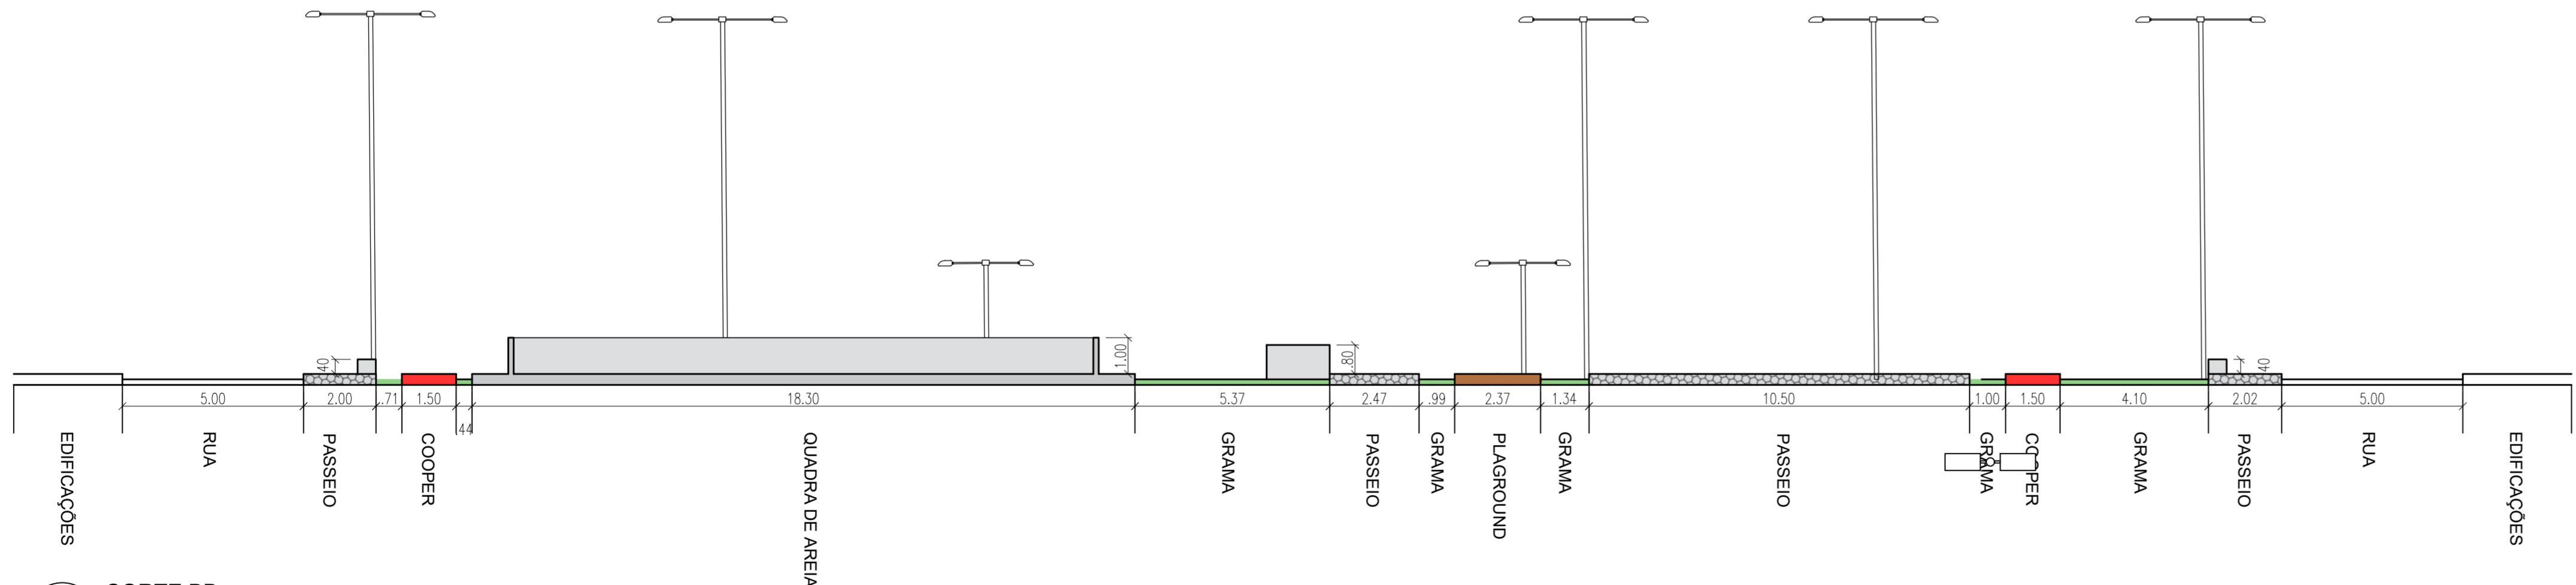 .40
1.00
.80
.40
5.00
2.00
.71
1.50
.44
18.30
5.37
2.47
.99
2.37
1.34
10.50
1.00
1.50
4.10
2.02
5.00
EDIFICAÇÕES
RUA
PASSEIO
COOPER
QUADRA DE AREIA
GRAMA
PASSEIO
GRAMA
PLAGROUND
GRAMA
PASSEIO
GRAMA
COOPER
GRAMA
PASSEIO
RUA
EDIFICAÇÕES